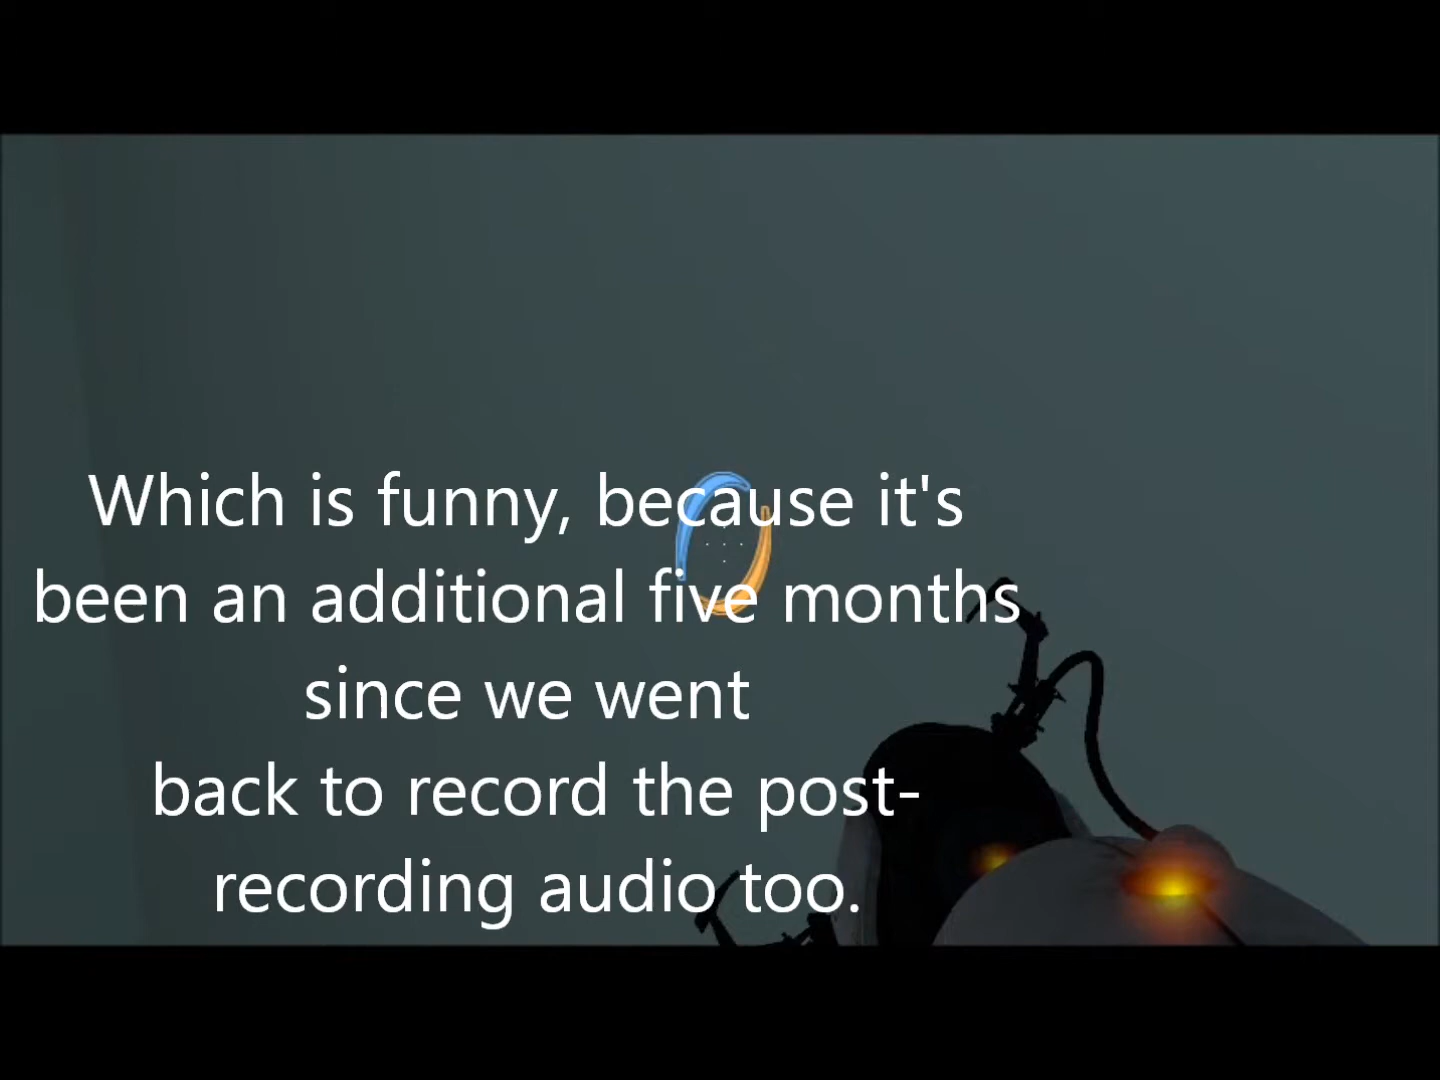 Which is funny, because it's
been an additional five months
since we went
back to record the post-
recording audio too.